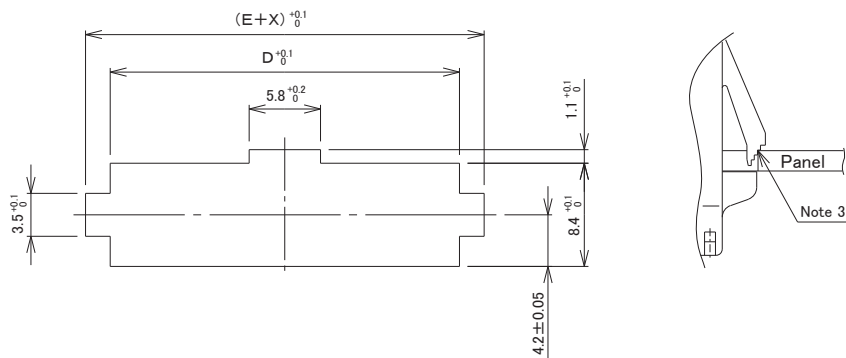 (E+X) +0.1 0
D +0.1 0
5.8 +0.2 0
1.1 +0.1 0
3.5 +0.1 0
8.4 +0.1 0
4.2±0.05
Panel
Note 3